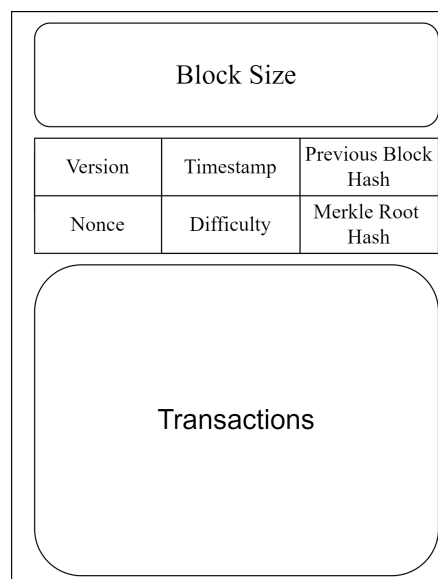 Block Size
Version
Timestamp
Previous Block
Hash
Nonce
Difficulty
Merkle Root
Hash
Transactions